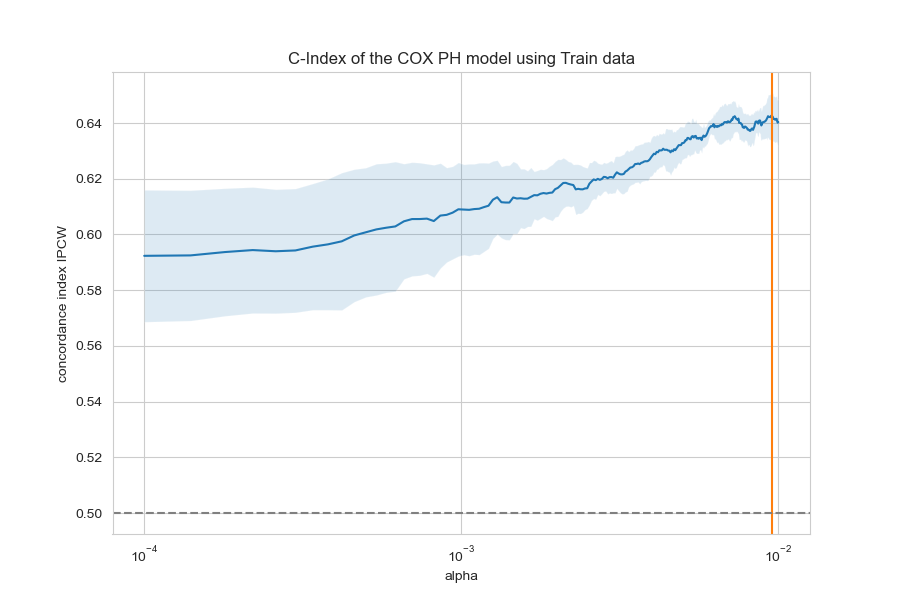 C-Index of the COX PH model using Train data
concordance index IPCW
0.64
0.62
0.60
0.58
0.56
0.54
0.52
0.50
10⁻⁴ 10⁻³ 10⁻²
alpha